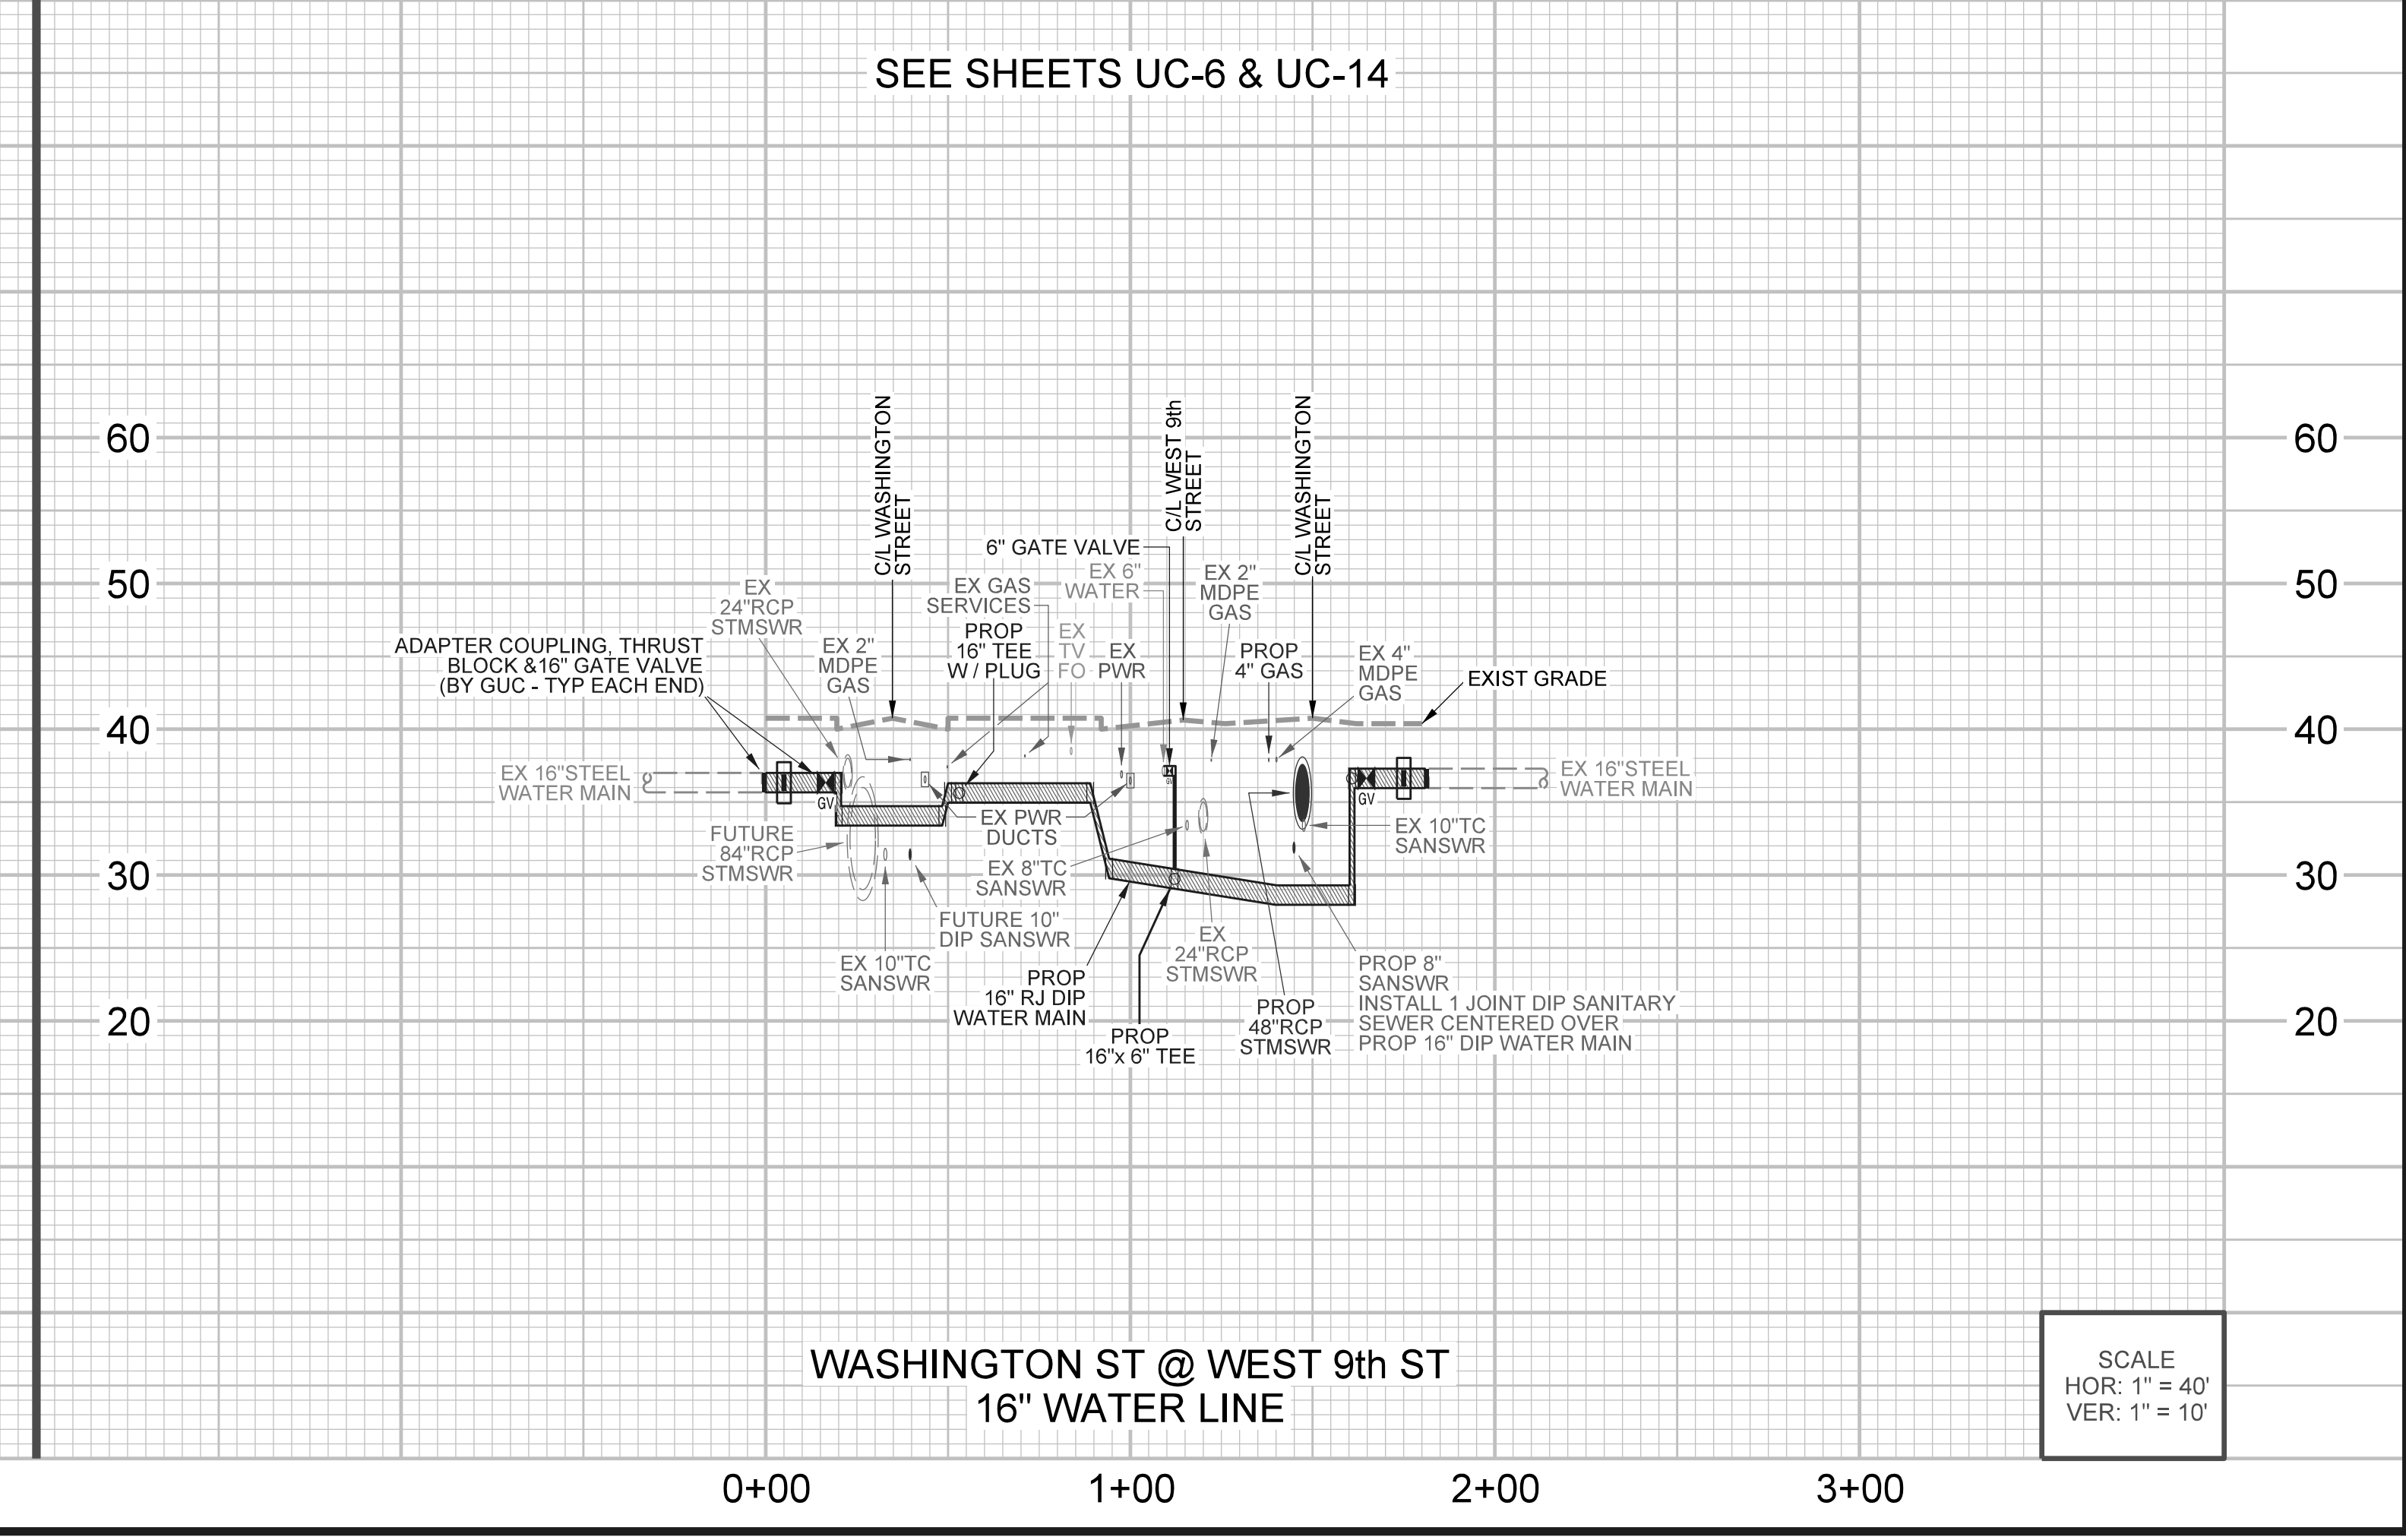 SEE SHEETS UC-6 & UC-14
60
60
C/L WASHINGTON
STREET
C/L WEST 9th
STREET
C/L WASHINGTON
STREET
50
50
6" GATE VALVE
EX
24"RCP
STMSWR
EX GAS
SERVICES
EX 6"
WATER
EX 2"
MDPE
GAS
ADAPTER COUPLING, THRUST
BLOCK &16" GATE VALVE
(BY GUC - TYP EACH END)
EX 2"
MDPE
GAS
PROP
16" TEE
W / PLUG
EX
TV
FO
EX
PWR
PROP
4" GAS
EX 4"
MDPE
GAS
EXIST GRADE
40
40
EX 16"STEEL
WATER MAIN
GV
GV
GV
EX 16"STEEL
WATER MAIN
FUTURE
84"RCP
STMSWR
EX PWR
DUCTS
EX 8"TC
SANSWR
EX 10"TC
SANSWR
30
30
FUTURE 10"
DIP SANSWR
EX 10"TC
SANSWR
EX
24"RCP
STMSWR
PROP
16" RJ DIP
WATER MAIN
PROP
16"x 6" TEE
PROP
48"RCP
STMSWR
PROP 8"
SANSWR
INSTALL 1 JOINT DIP SANITARY
SEWER CENTERED OVER
PROP 16" DIP WATER MAIN
20
20
WASHINGTON ST @ WEST 9th ST
16" WATER LINE
SCALE
HOR: 1" = 40'
VER: 1" = 10'
0+00
1+00
2+00
3+00